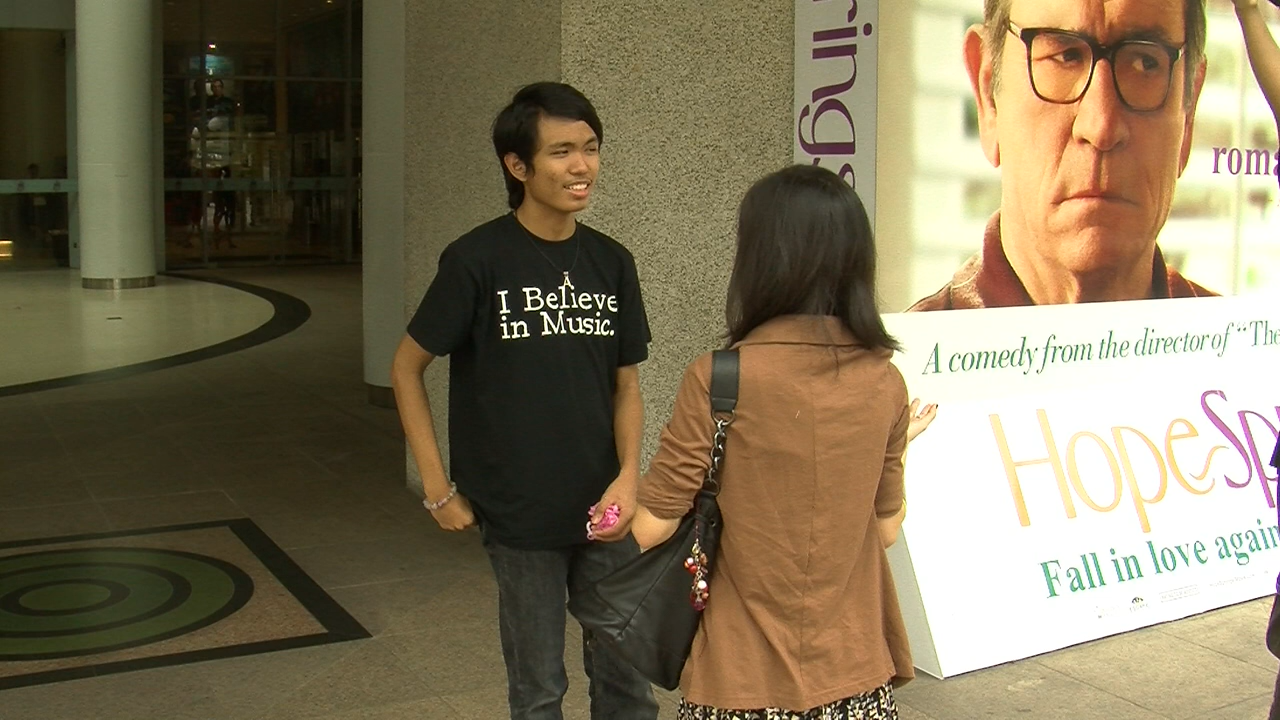 I Believe
in Music.
rings
roma
A comedy from the director of “The
HopeSp
Fall in love again